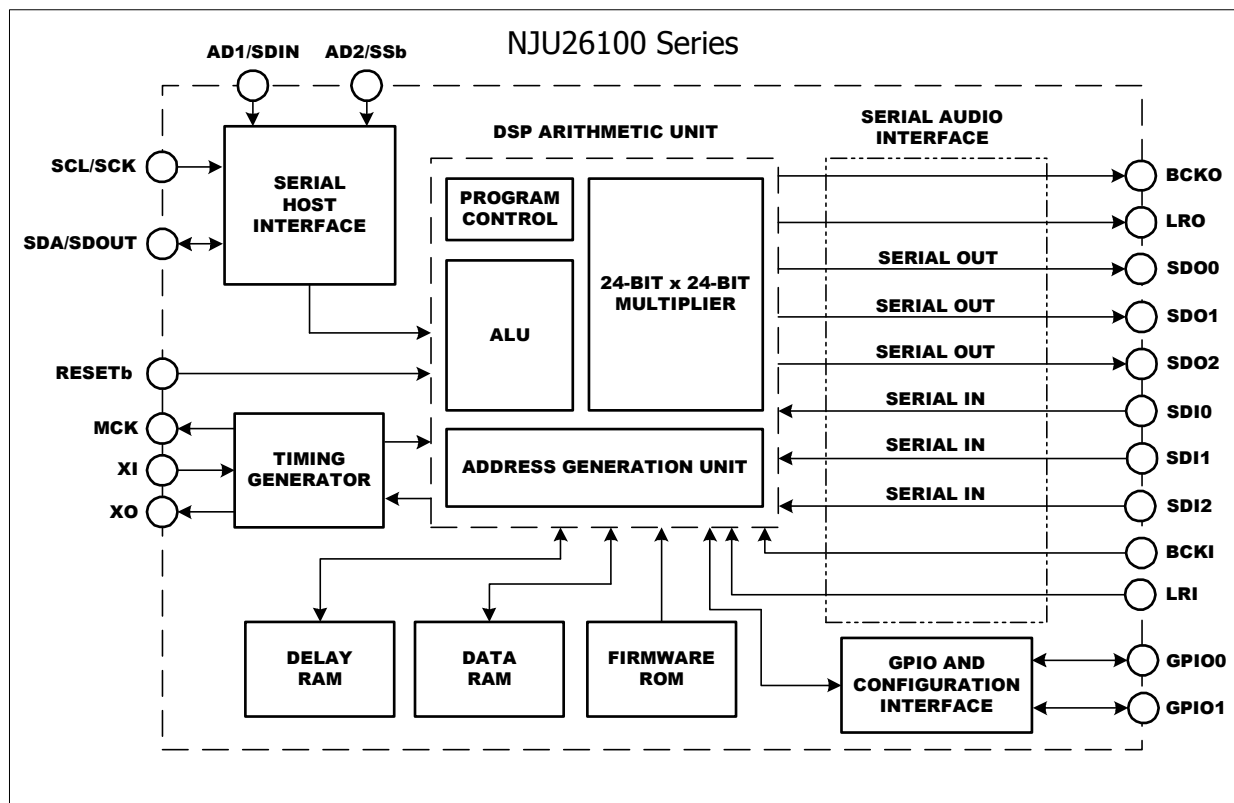 NJU26100 Series
AD1/SDIN
AD2/SSb
SCL/SCK
SDA/SDOUT
RESETb
MCK
XI
XO
SERIAL
HOST
INTERFACE
TIMING
GENERATOR
DSP ARITHMETIC UNIT
PROGRAM
CONTROL
ALU
24-BIT x 24-BIT
MULTIPLIER
ADDRESS GENERATION UNIT
SERIAL AUDIO
INTERFACE
SERIAL OUT
SERIAL OUT
SERIAL OUT
SERIAL IN
SERIAL IN
SERIAL IN
BCKO
LRO
SDO0
SDO1
SDO2
SDI0
SDI1
SDI2
BCKI
LRI
GPIO0
GPIO1
DELAY
RAM
DATA
RAM
FIRMWARE
ROM
GPIO AND
CONFIGURATION
INTERFACE